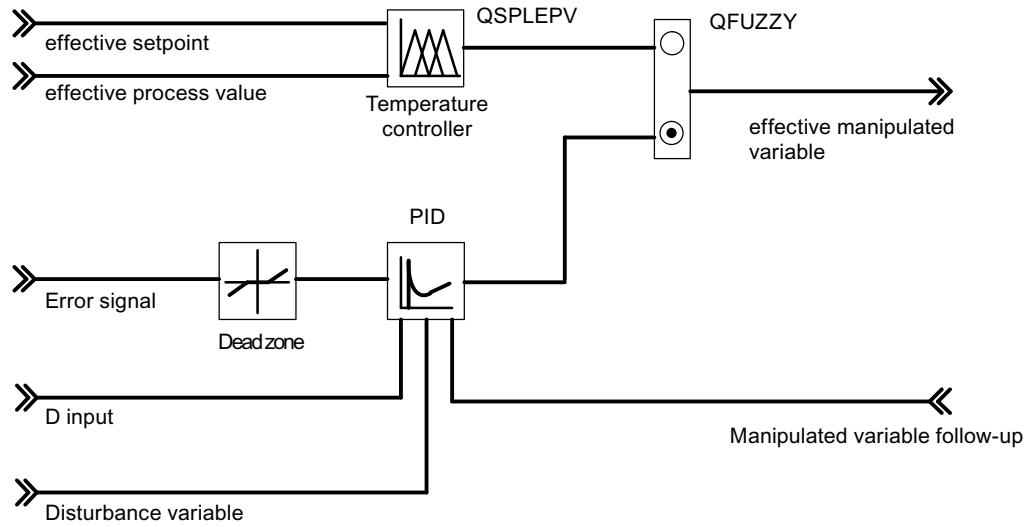 QSPLEPV
QFUZZY
effective setpoint
effective process value
Temperature
controller
effective manipulated
variable
PID
Error signal
Dead zone
D input
Manipulated variable follow-up
Disturbance variable